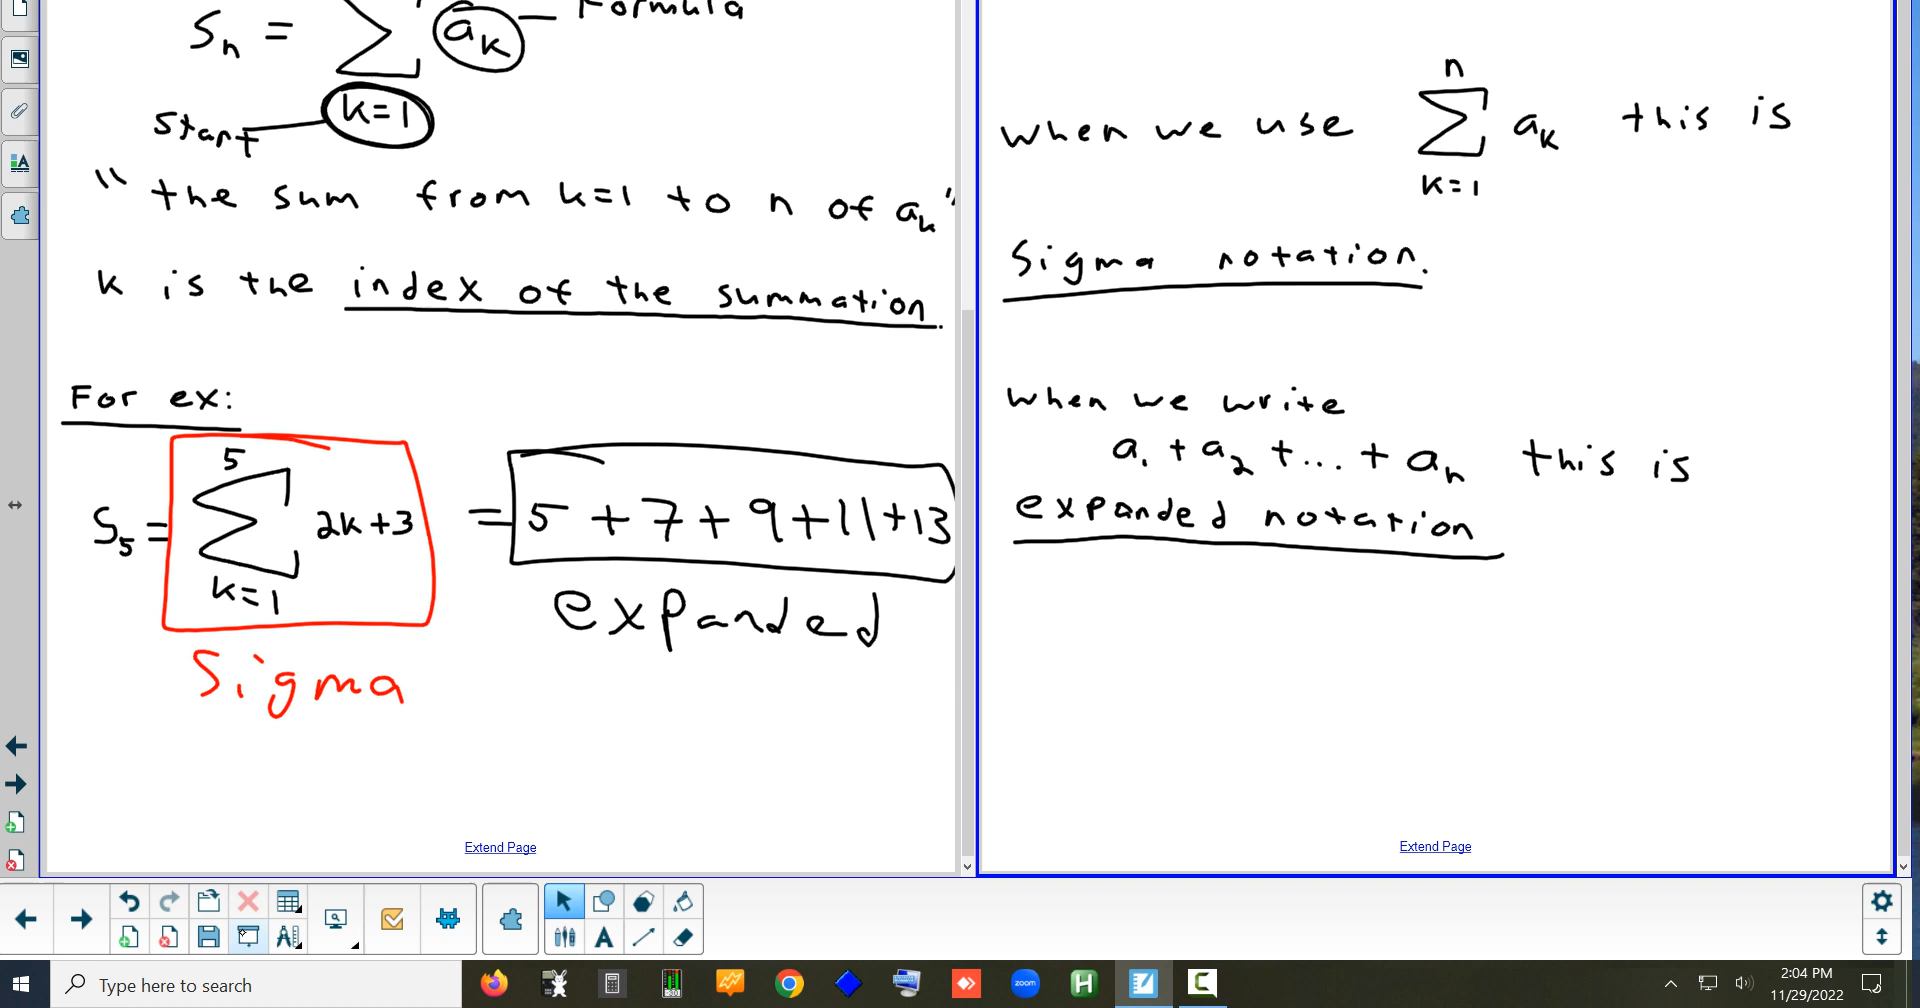 Sₙ = ∑ aₖ — Formula
k=1
Start
"the sum from k=1 to n of aₖ"
k is the index of the summation.
For ex:
5
S₅ = ∑ 2k+3 = 5 + 7 + 9 + 11 + 13
k=1
expanded
Sigma
Extend Page
n
when we use ∑ aₖ this is
k=1
Sigma notation.
when we write
a₁ + a₂ + ... + aₙ this is
expanded notation
Extend Page
Type here to search
zoom
2:04 PM
11/29/2022